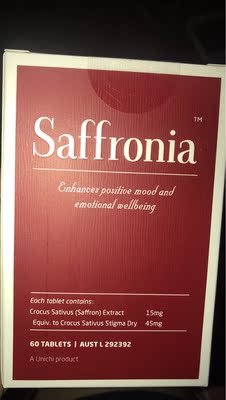 Saffronia™
Enhances positive mood and
emotional wellbeing
Each tablet contains:
Crocus Sativus (Saffron) Extract 15mg
Equiv. to Crocus Sativus Stigma Dry 45mg
60 TABLETS | AUST L 292392
A Unichi product